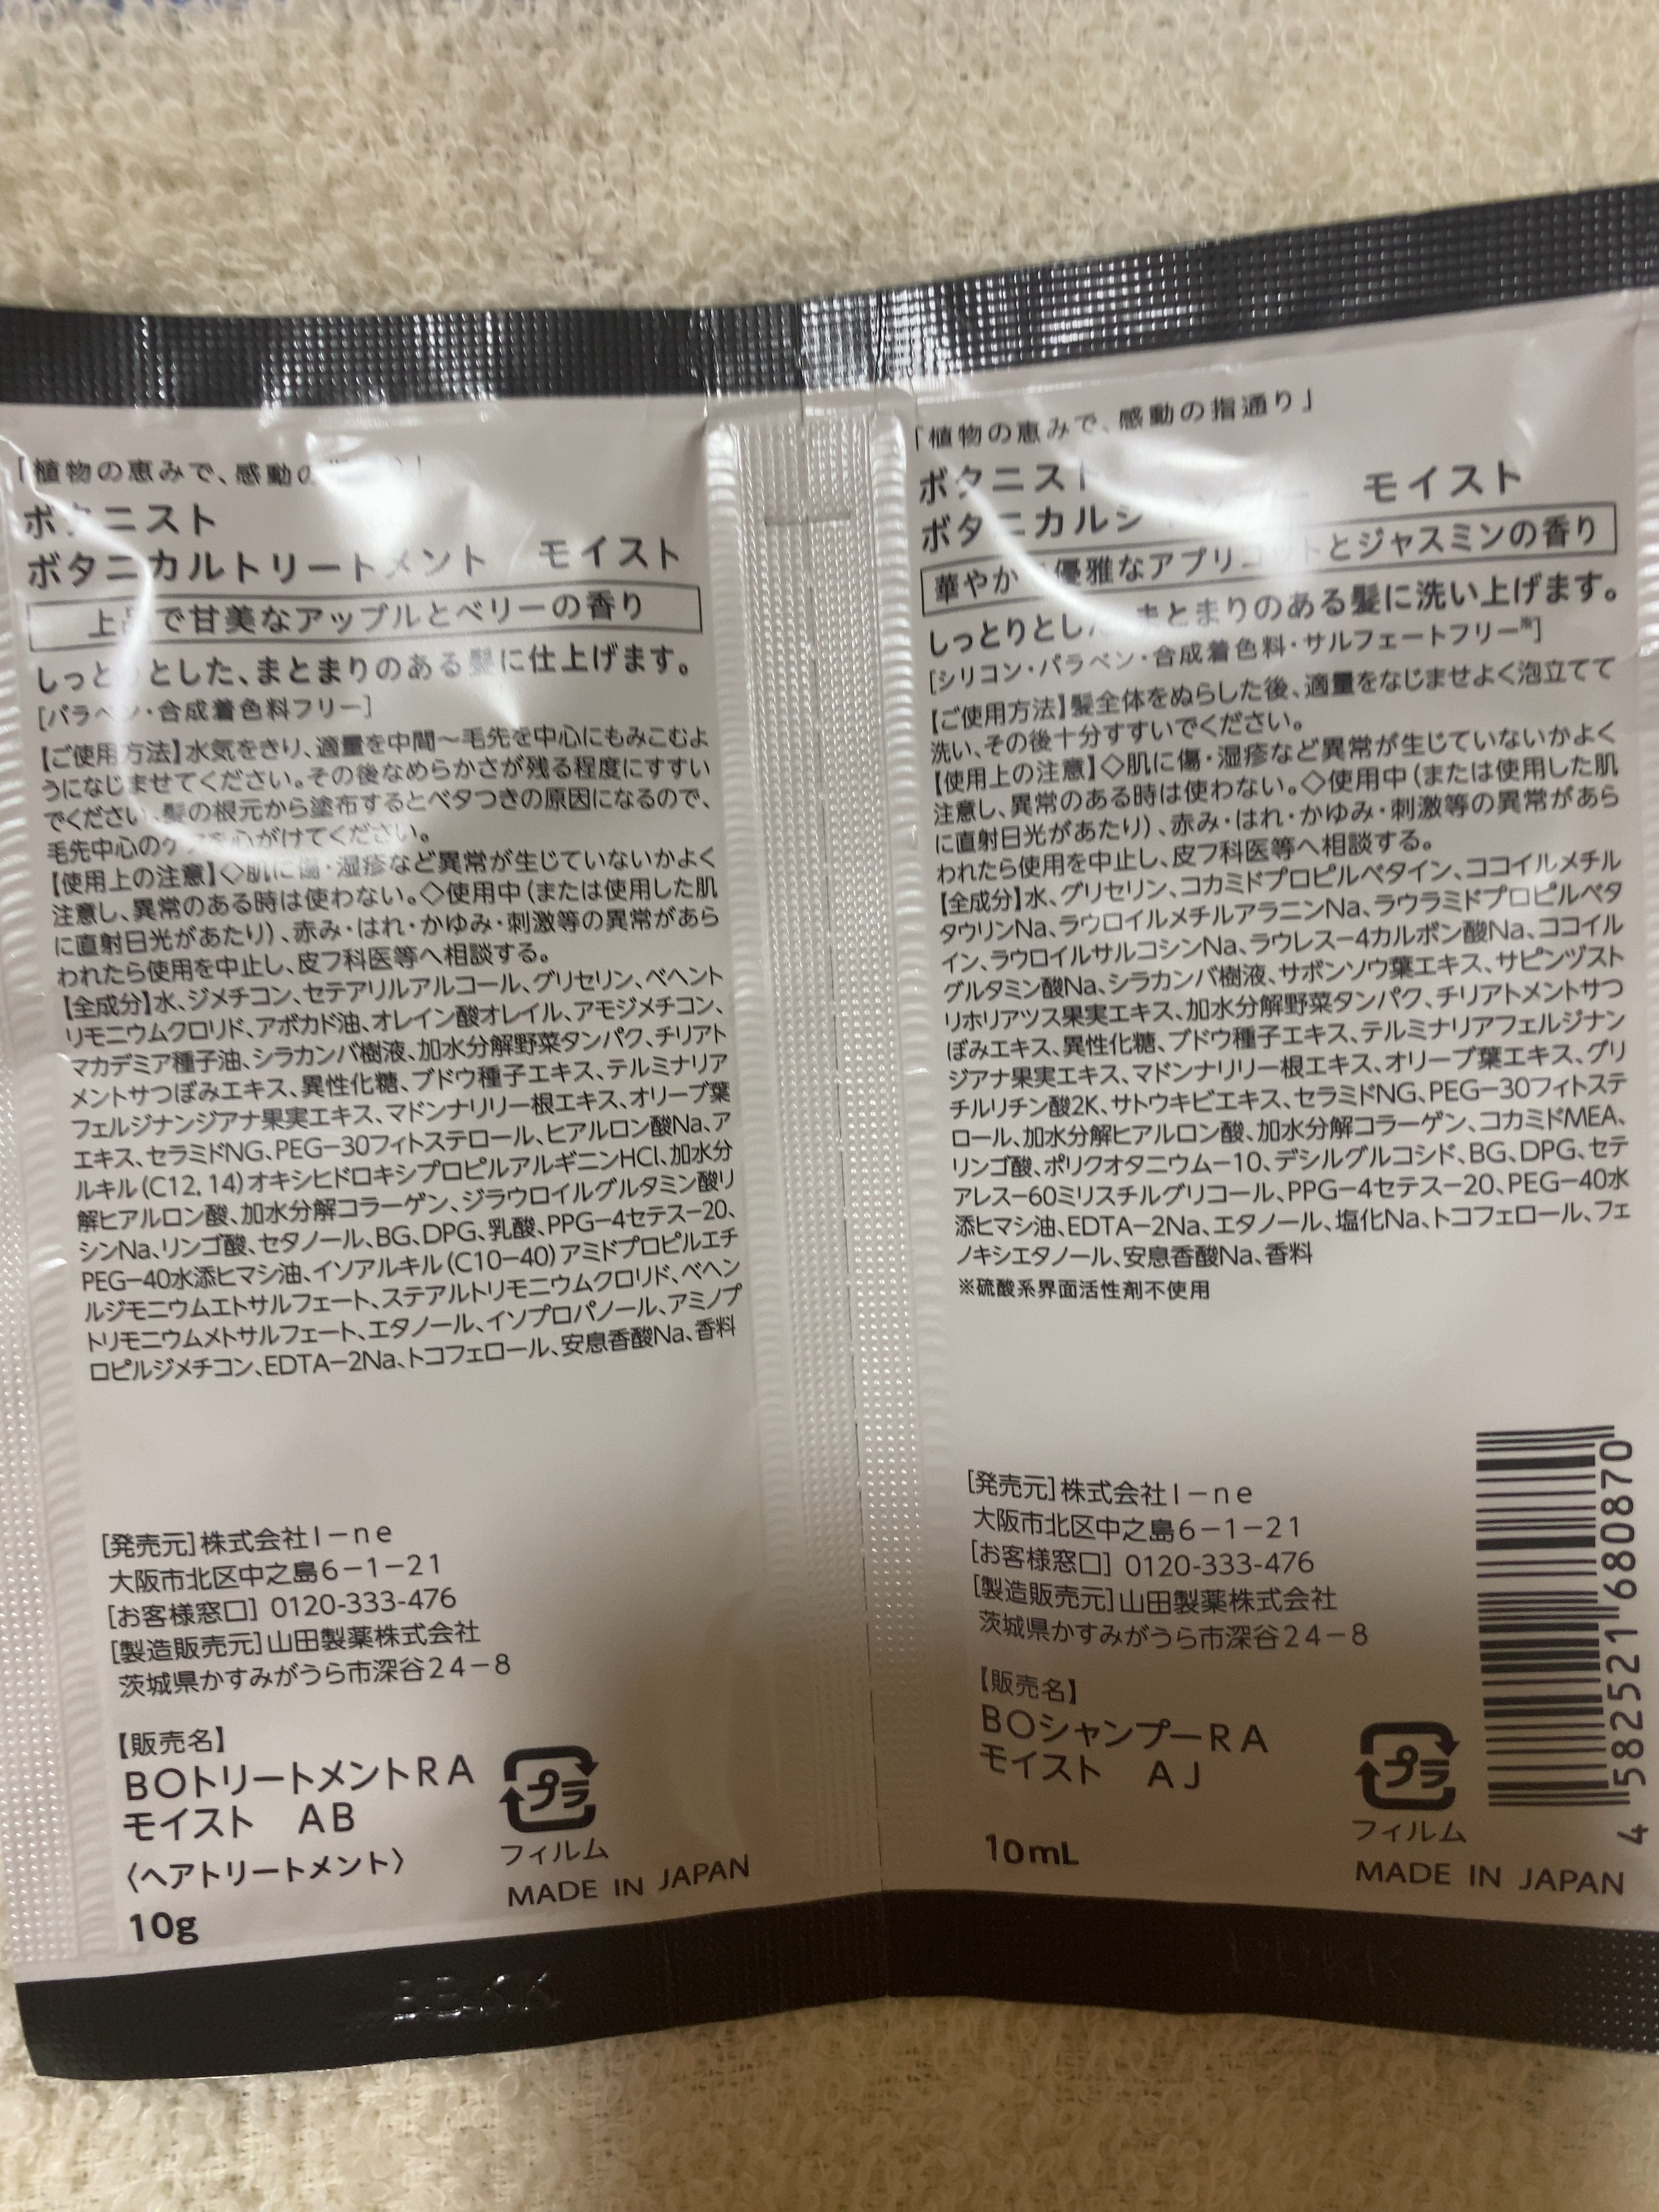 「植物の恵みで、感動の
ボタニスト
ボタニカルトリートメント モイスト
上品で甘美なアップルとベリーの香り
しっとりとした、まとまりのある髪に仕上げます。
[パラベン・合成着色料フリー]
【ご使用方法】水気をきり、適量を中間〜毛先を中心にもみこむよ
うになじませてください。その後なめらかさが残る程度にすすい
でください。髪の根元から塗布するとベタつきの原因になるので、
毛先中心のケアを心がけてください。
【使用上の注意】◇肌に傷・湿疹など異常が生じていないかよく
注意し、異常のある時は使わない。◇使用中(または使用した肌
に直射日光があたり)、赤み・はれ・かゆみ・刺激等の異常があら
われたら使用を中止し、皮フ科医等へ相談する。
【全成分】水、ジメチコン、セテアリルアルコール、グリセリン、ベヘント
リモニウムクロリド、アボカド油、オレイン酸オレイル、アモジメチコン、
マカデミア種子油、シラカンバ樹液、加水分解野菜タンパク、チリアト
メントサつぼみエキス、異性化糖、ブドウ種子エキス、テルミナリア
フェルジナンジアナ果実エキス、マドンナリリー根エキス、オリーブ葉
エキス、セラミドNG、PEG−30フィトステロール、ヒアルロン酸Na、ア
ルキル(C12,14)オキシヒドロキシプロピルアルギニンHCl、加水分
解ヒアルロン酸、加水分解コラーゲン、ジラウロイルグルタミン酸リ
シンNa、リンゴ酸、セタノール、BG、DPG、乳酸、PPG−4セテス−20、
PEG−40水添ヒマシ油、イソアルキル(C10−40)アミドプロピルエチ
ルジモニウムエトサルフェート、ステアルトリモニウムクロリド、ベヘン
トリモニウムメトサルフェート、エタノール、イソプロパノール、アミノプ
ロピルジメチコン、EDTA−2Na、トコフェロール、安息香酸Na、香料
[発売元]株式会社I−ne
大阪市北区中之島6−1−21
[お客様窓口] 0120-333-476
[製造販売元]山田製薬株式会社
茨城県かすみがうら市深谷24−8
【販売名】
BOトリートメントRA
モイスト AB
〈ヘアトリートメント〉
10g
プラ
フィルム
MADE IN JAPAN
「植物の恵みで、感動の指通り」
ボタニスト
ボタニカルシ モイスト
華やか 優雅なアプリコットとジャスミンの香り
しっとりとした、まとまりのある髪に洗い上げます。
[シリコン・パラベン・合成着色料・サルフェートフリー※]
【ご使用方法】髪全体をぬらした後、適量をなじませよく泡立てて
洗い、その後十分すすいでください。
【使用上の注意】◇肌に傷・湿疹など異常が生じていないかよく
注意し、異常のある時は使わない。◇使用中(または使用した肌
に直射日光があたり)、赤み・はれ・かゆみ・刺激等の異常があら
われたら使用を中止し、皮フ科医等へ相談する。
【全成分】水、グリセリン、コカミドプロピルベタイン、ココイルメチル
タウリンNa、ラウロイルメチルアラニンNa、ラウラミドプロピルベタ
イン、ラウロイルサルコシンNa、ラウレス−4カルボン酸Na、ココイル
グルタミン酸Na、シラカンバ樹液、サボンソウ葉エキス、サピンヅスト
リホリアツス果実エキス、加水分解野菜タンパク、チリアトメントサつ
ぼみエキス、異性化糖、ブドウ種子エキス、テルミナリアフェルジナン
ジアナ果実エキス、マドンナリリー根エキス、オリーブ葉エキス、グリ
チルリチン酸2K、サトウキビエキス、セラミドNG、PEG−30フィトステ
ロール、加水分解ヒアルロン酸、加水分解コラーゲン、コカミドMEA、
リンゴ酸、ポリクオタニウム−10、デシルグルコシド、BG、DPG、セテ
アレス−60ミリスチルグリコール、PPG−4セテス−20、PEG−40水
添ヒマシ油、EDTA−2Na、エタノール、塩化Na、トコフェロール、フェ
ノキシエタノール、安息香酸Na、香料
※硫酸系界面活性剤不使用
[発売元]株式会社I−ne
大阪市北区中之島6−1−21
[お客様窓口] 0120-333-476
[製造販売元]山田製薬株式会社
茨城県かすみがうら市深谷24−8
【販売名】
BOシャンプーRA
モイスト AJ
10mL
プラ
フィルム
MADE IN JAPAN
4 582521 680870